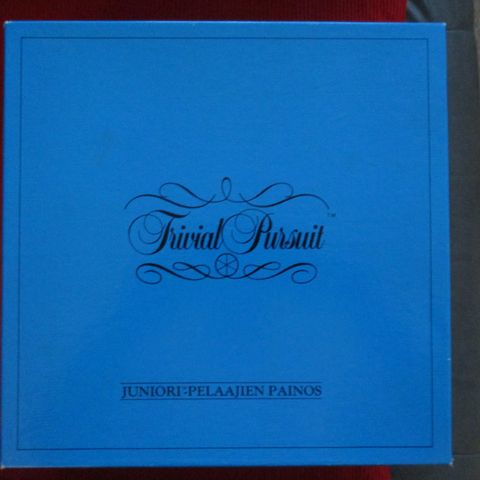 Trivial Pursuit™
JUNIORI-PELAAJIEN PAINOS